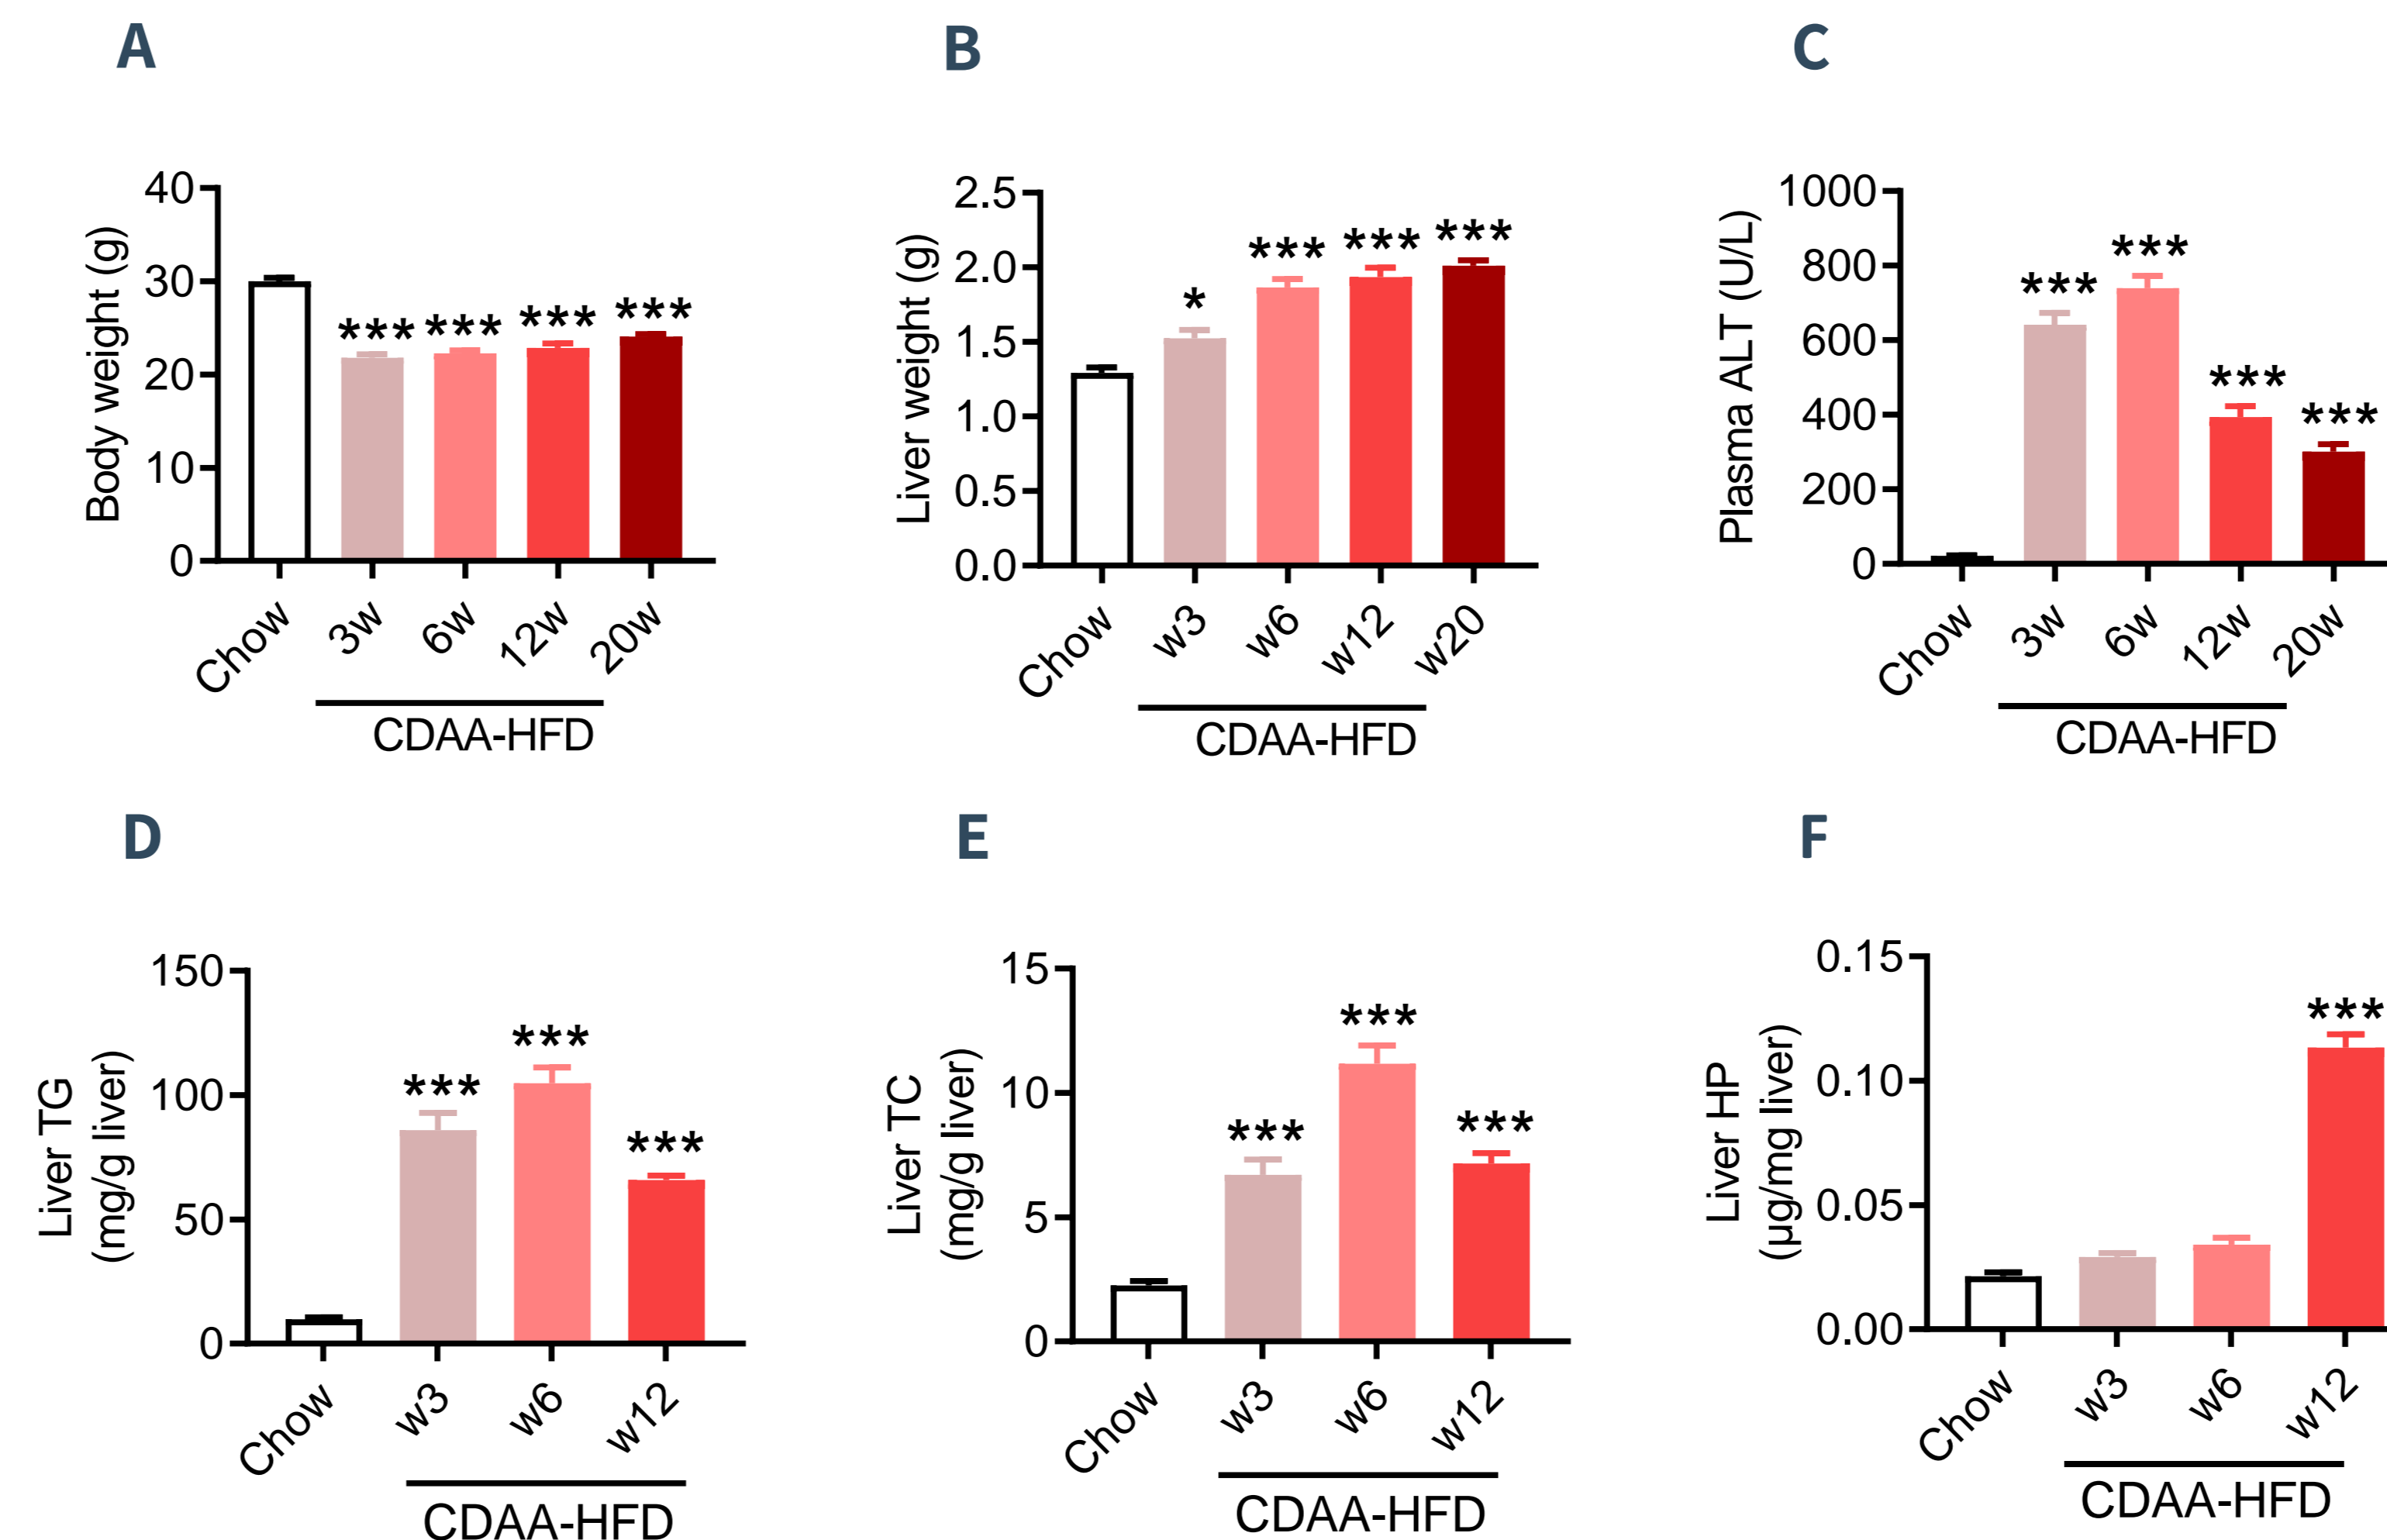 A
Body weight (g)
40
30
20
10
0
*** *** *** ***
Chow 3w 6w 12w 20w
CDAA-HFD
B
Liver weight (g)
2.5
2.0
1.5
1.0
0.5
0.0
* *** *** ***
Chow w3 w6 w12 w20
CDAA-HFD
C
Plasma ALT (U/L)
1000
800
600
400
200
0
*** *** *** ***
Chow 3w 6w 12w 20w
CDAA-HFD
D
Liver TG
(mg/g liver)
150
100
50
0
*** *** ***
Chow w3 w6 w12
CDAA-HFD
E
Liver TC
(mg/g liver)
15
10
5
0
*** *** ***
Chow w3 w6 w12
CDAA-HFD
F
Liver HP
(µg/mg liver)
0.15
0.10
0.05
0.00
***
Chow w3 w6 w12
CDAA-HFD